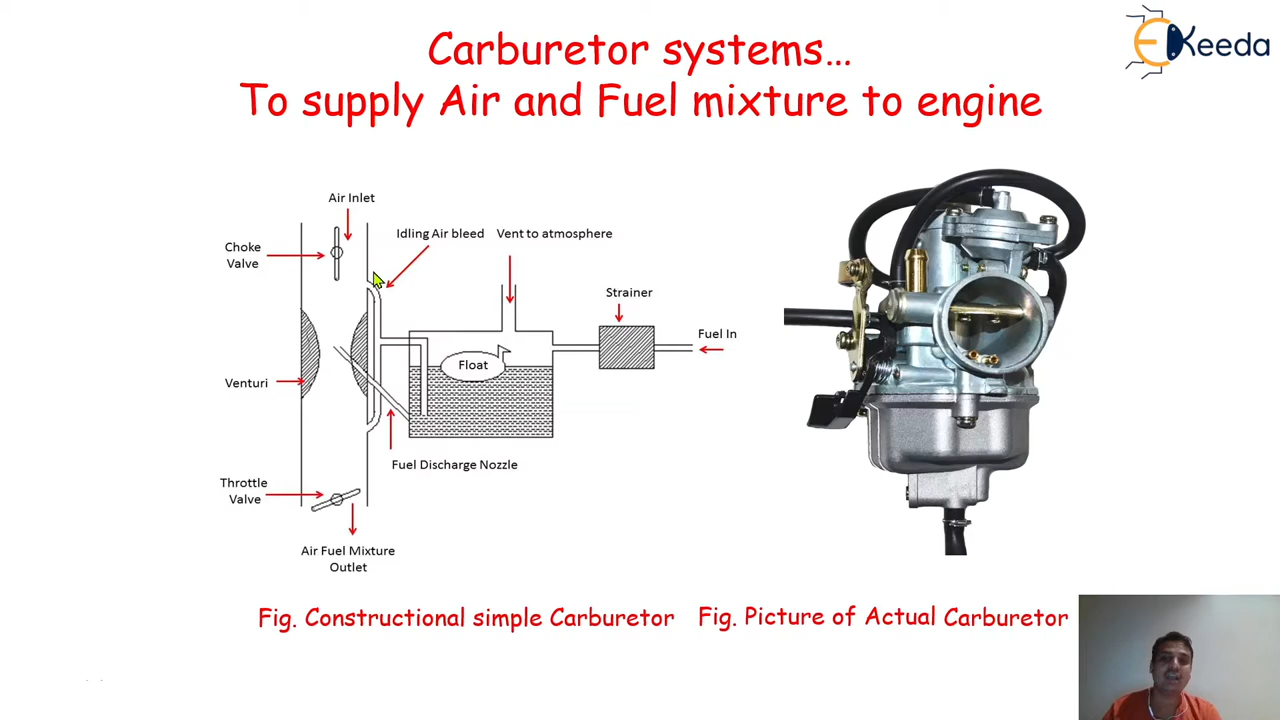 Carburetor systems…
To supply Air and Fuel mixture to engine
EKeeda
Air Inlet
Choke
Valve
Idling Air bleed
Vent to atmosphere
Strainer
Fuel In
Float
Venturi
Fuel Discharge Nozzle
Throttle
Valve
Air Fuel Mixture
Outlet
Fig. Constructional simple Carburetor
Fig. Picture of Actual Carburetor